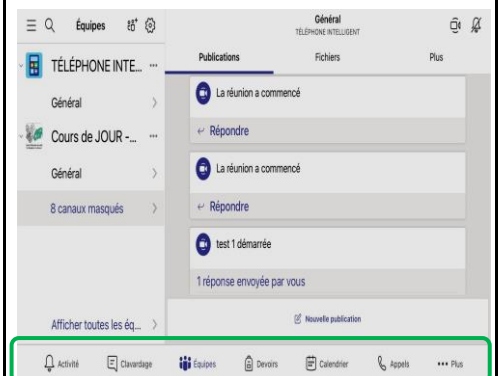 Équipes
Général
TÉLÉPHONE INTELLIGENT
TÉLÉPHONE INTE... ...
Général
Cours de JOUR -... ...
Général
8 canaux masqués
Afficher toutes les éq...
Publications Fichiers Plus
La réunion a commencé
Répondre
La réunion a commencé
Répondre
test 1 démarrée
1 réponse envoyée par vous
Nouvelle publication
Activité Clavardage Équipes Devoirs Calendrier Appels ... Plus